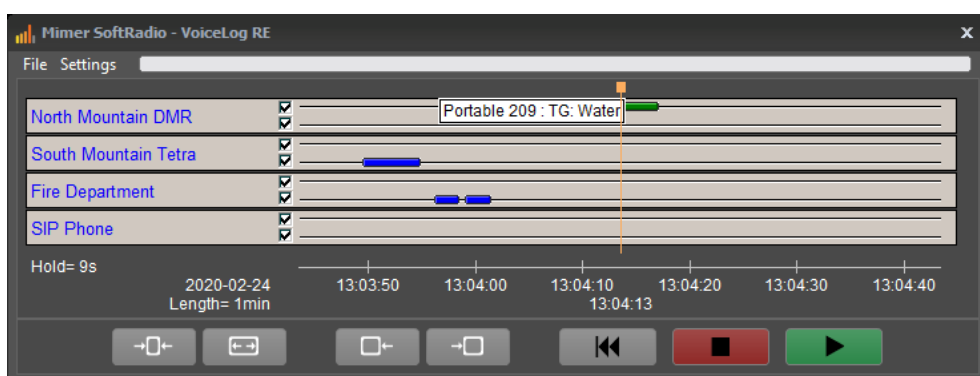 Mimer SoftRadio - VoiceLog RE x
File Settings
North Mountain DMR
Portable 209 : TG: Water
South Mountain Tetra
Fire Department
SIP Phone
Hold= 9s
2020-02-24 13:03:50 13:04:00 13:04:10 13:04:20 13:04:30 13:04:40
Length= 1min 13:04:13